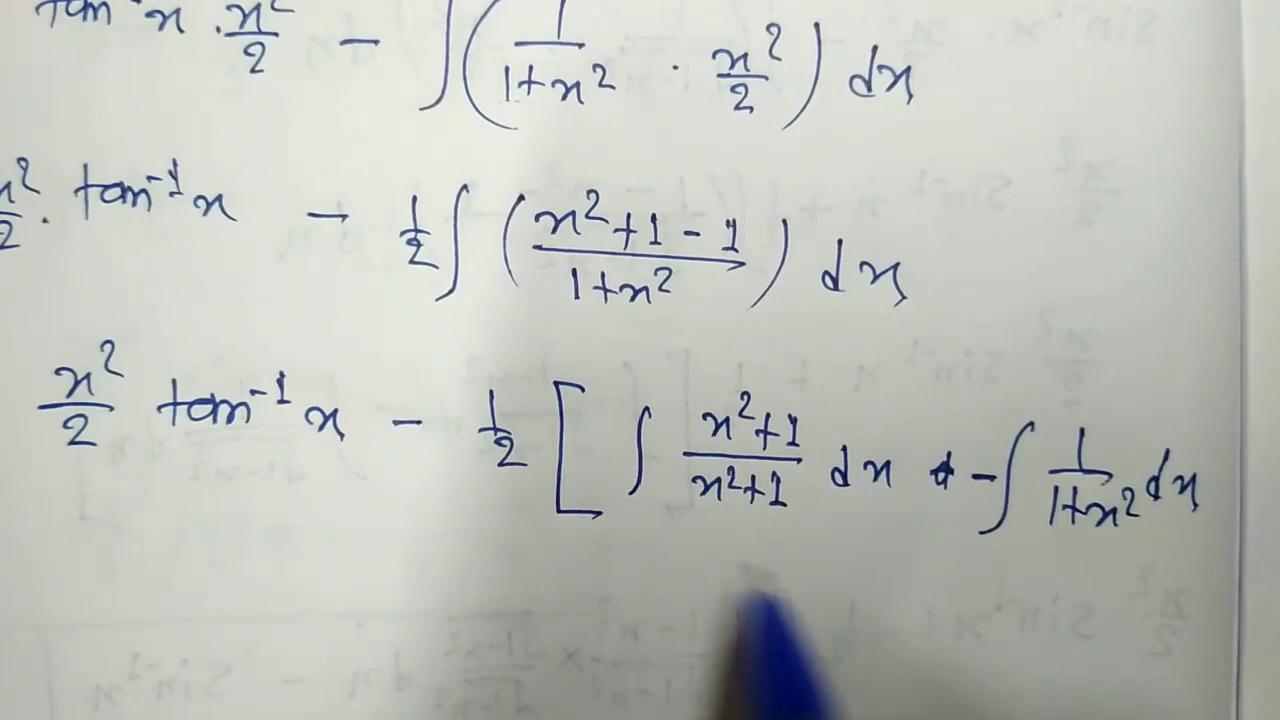 tan⁻¹x · x²/2 − ∫(1/(1+x²) · x²/2) dx
x²/2 · tan⁻¹x − 1/2 ∫ ((x²+1−1)/(1+x²)) dx
x²/2 tan⁻¹x − 1/2 [ ∫ (x²+1)/(x²+1) dx − ∫ 1/(1+x²) dx